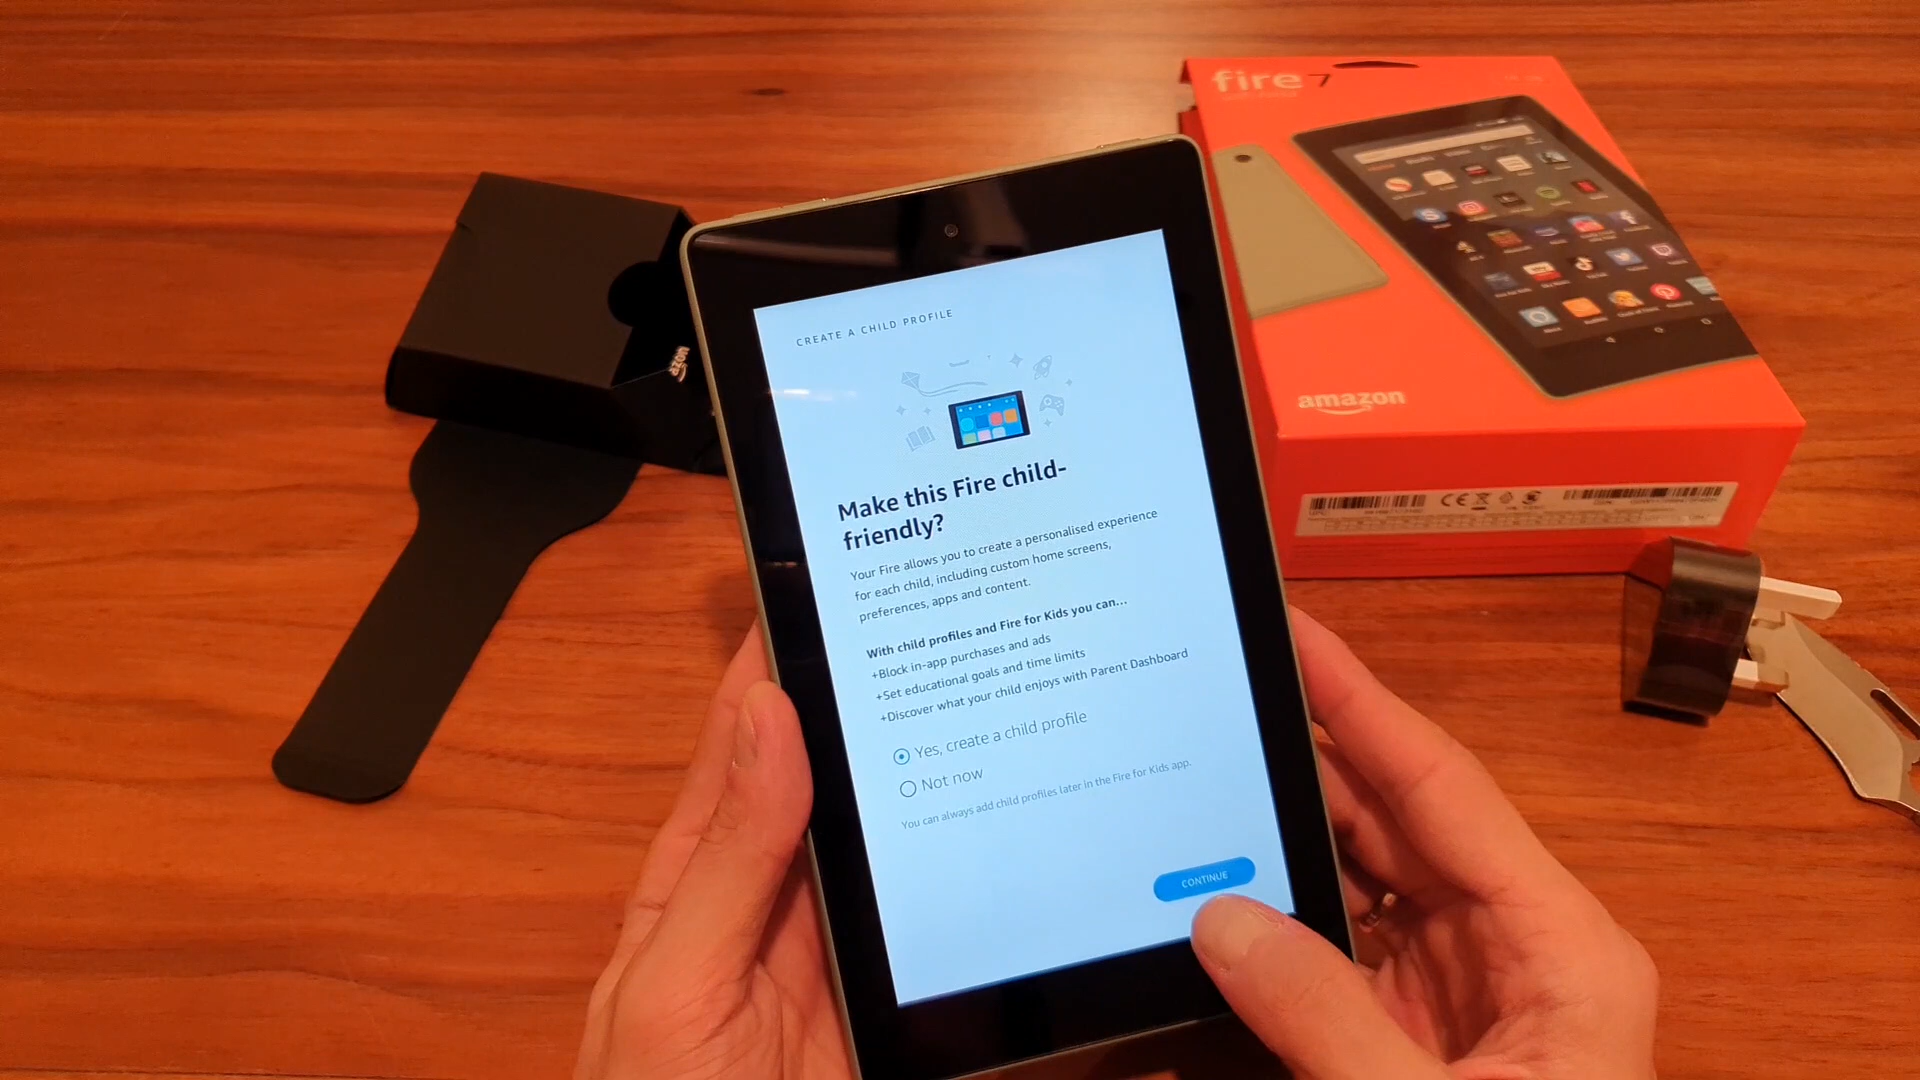 fire 7
amazon
amazon
CREATE A CHILD PROFILE
Make this Fire child-
friendly?
Your Fire allows you to create a personalised experience
for each child, including custom home screens,
preferences, apps and content.
With child profiles and Fire for Kids you can...
+Block in-app purchases and ads
+Set educational goals and time limits
+Discover what your child enjoys with Parent Dashboard
Yes, create a child profile
Not now
You can always add child profiles later in the Fire for Kids app.
CONTINUE